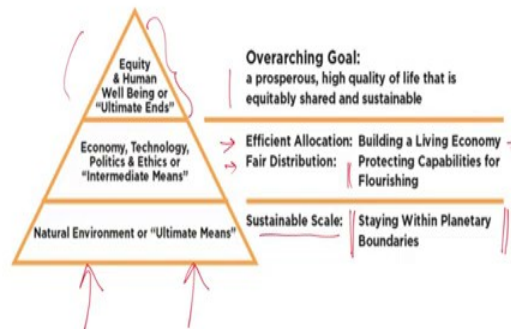 Equity
& Human
Well Being or
“Ultimate Ends”
Overarching Goal:
a prosperous, high quality of life that is
equitably shared and sustainable
Economy, Technology,
Politics & Ethics or
“Intermediate Means”
Efficient Allocation: Building a Living Economy
Fair Distribution: Protecting Capabilities for
Flourishing
Natural Environment or “Ultimate Means”
Sustainable Scale: Staying Within Planetary
Boundaries